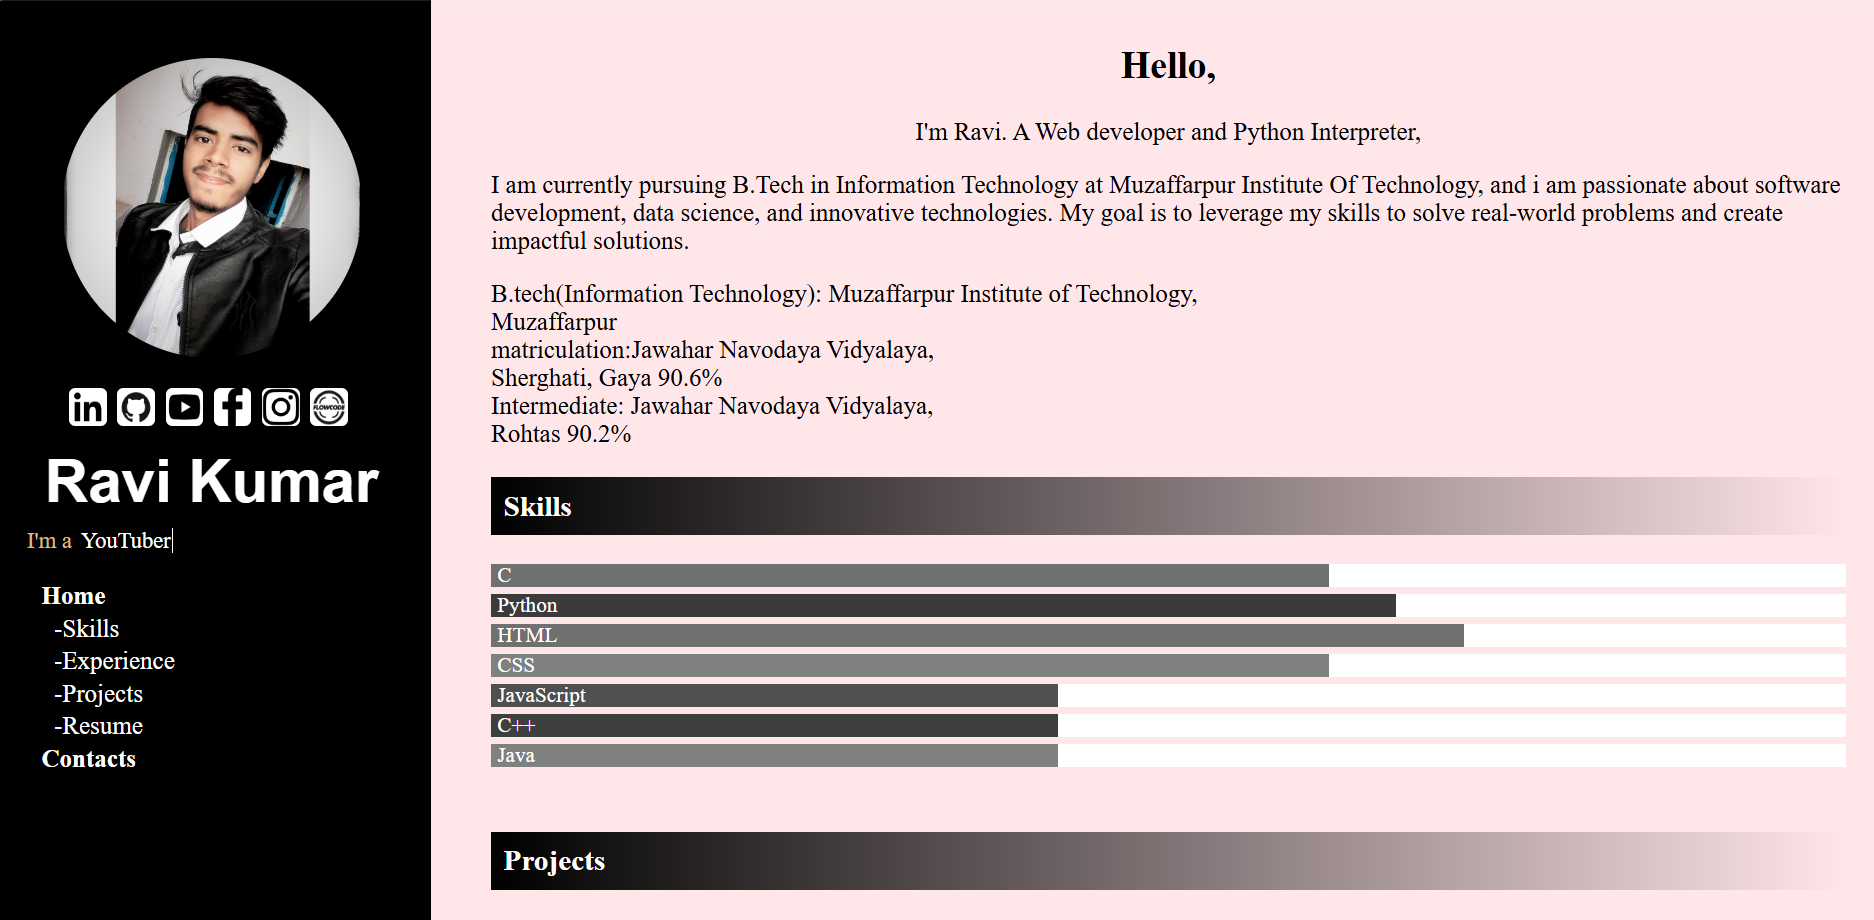 in
FLOWCODE
Ravi Kumar
I'm a YouTuber
Home
-Skills
-Experience
-Projects
-Resume
Contacts
Hello,
I'm Ravi. A Web developer and Python Interpreter,
I am currently pursuing B.Tech in Information Technology at Muzaffarpur Institute Of Technology, and i am passionate about software
development, data science, and innovative technologies. My goal is to leverage my skills to solve real-world problems and create
impactful solutions.
B.tech(Information Technology): Muzaffarpur Institute of Technology,
Muzaffarpur
matriculation:Jawahar Navodaya Vidyalaya,
Sherghati, Gaya 90.6%
Intermediate: Jawahar Navodaya Vidyalaya,
Rohtas 90.2%
Skills
C
Python
HTML
CSS
JavaScript
C++
Java
Projects